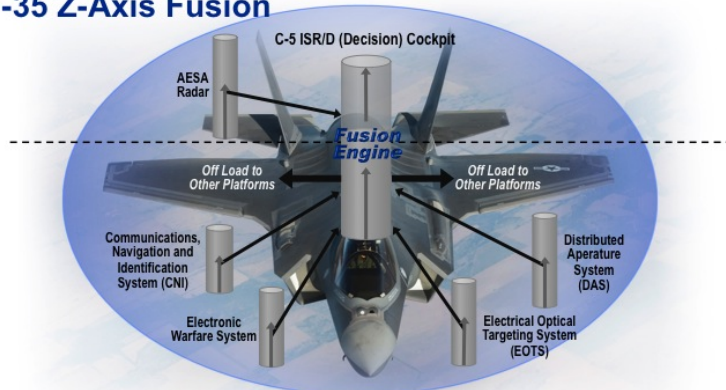 -35 Z-Axis Fusion
C-5 ISR/D (Decision) Cockpit
AESA
Radar
Fusion
Engine
Off Load to
Other Platforms
Off Load to
Other Platforms
Communications,
Navigation and
Identification
System (CNI)
Distributed
Aperature
System
(DAS)
Electronic
Warfare System
Electrical Optical
Targeting System
(EOTS)